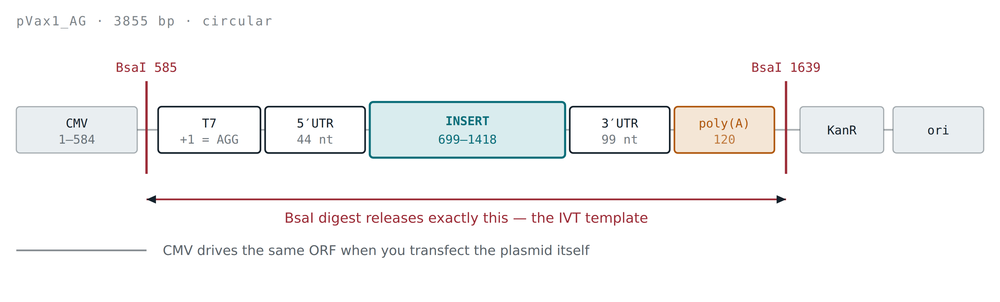 pVax1_AG · 3855 bp · circular
BsaI 585
BsaI 1639
CMV
1–584
T7
+1 = AGG
5′UTR
44 nt
INSERT
699–1418
3′UTR
99 nt
poly(A)
120
KanR
ori
BsaI digest releases exactly this — the IVT template
CMV drives the same ORF when you transfect the plasmid itself